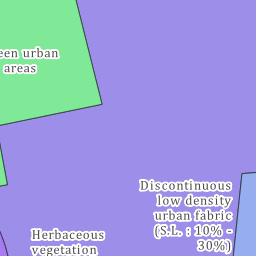 een urban
areas
Discontinuous
low density
urban fabric
(S.L. : 10% -
30%)
Herbaceous
vegetation